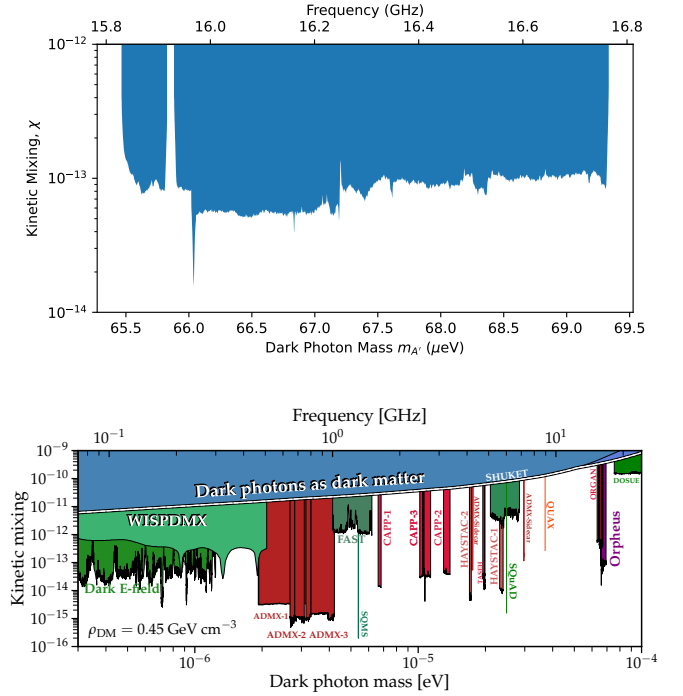 Frequency (GHz)
15.8 16.0 16.2 16.4 16.6 16.8
10⁻¹²
10⁻¹³
10⁻¹⁴
Kinetic Mixing, χ
65.5 66.0 66.5 67.0 67.5 68.0 68.5 69.0 69.5
Dark Photon Mass m_A′ (μeV)
Frequency [GHz]
10⁻¹ 10⁰ 10¹
10⁻⁹
10⁻¹⁰
10⁻¹¹
10⁻¹²
10⁻¹³
10⁻¹⁴
10⁻¹⁵
10⁻¹⁶
Kinetic mixing
Dark photons as dark matter
WISPDMX
Dark E-field
ADMX-1
ADMX-2
ADMX-3
FAST
SQMS
CAPP-1
CAPP-3
CAPP-2
HAYSTAC-2
ADMX-Sidecar
TASEH
HAYSTAC-1
SHUKET
SQuAD
ADMX-Sidecar
QUAX
ORGAN
Orpheus
DOSUE
ρ_DM = 0.45 GeV cm⁻³
10⁻⁶ 10⁻⁵ 10⁻⁴
Dark photon mass [eV]